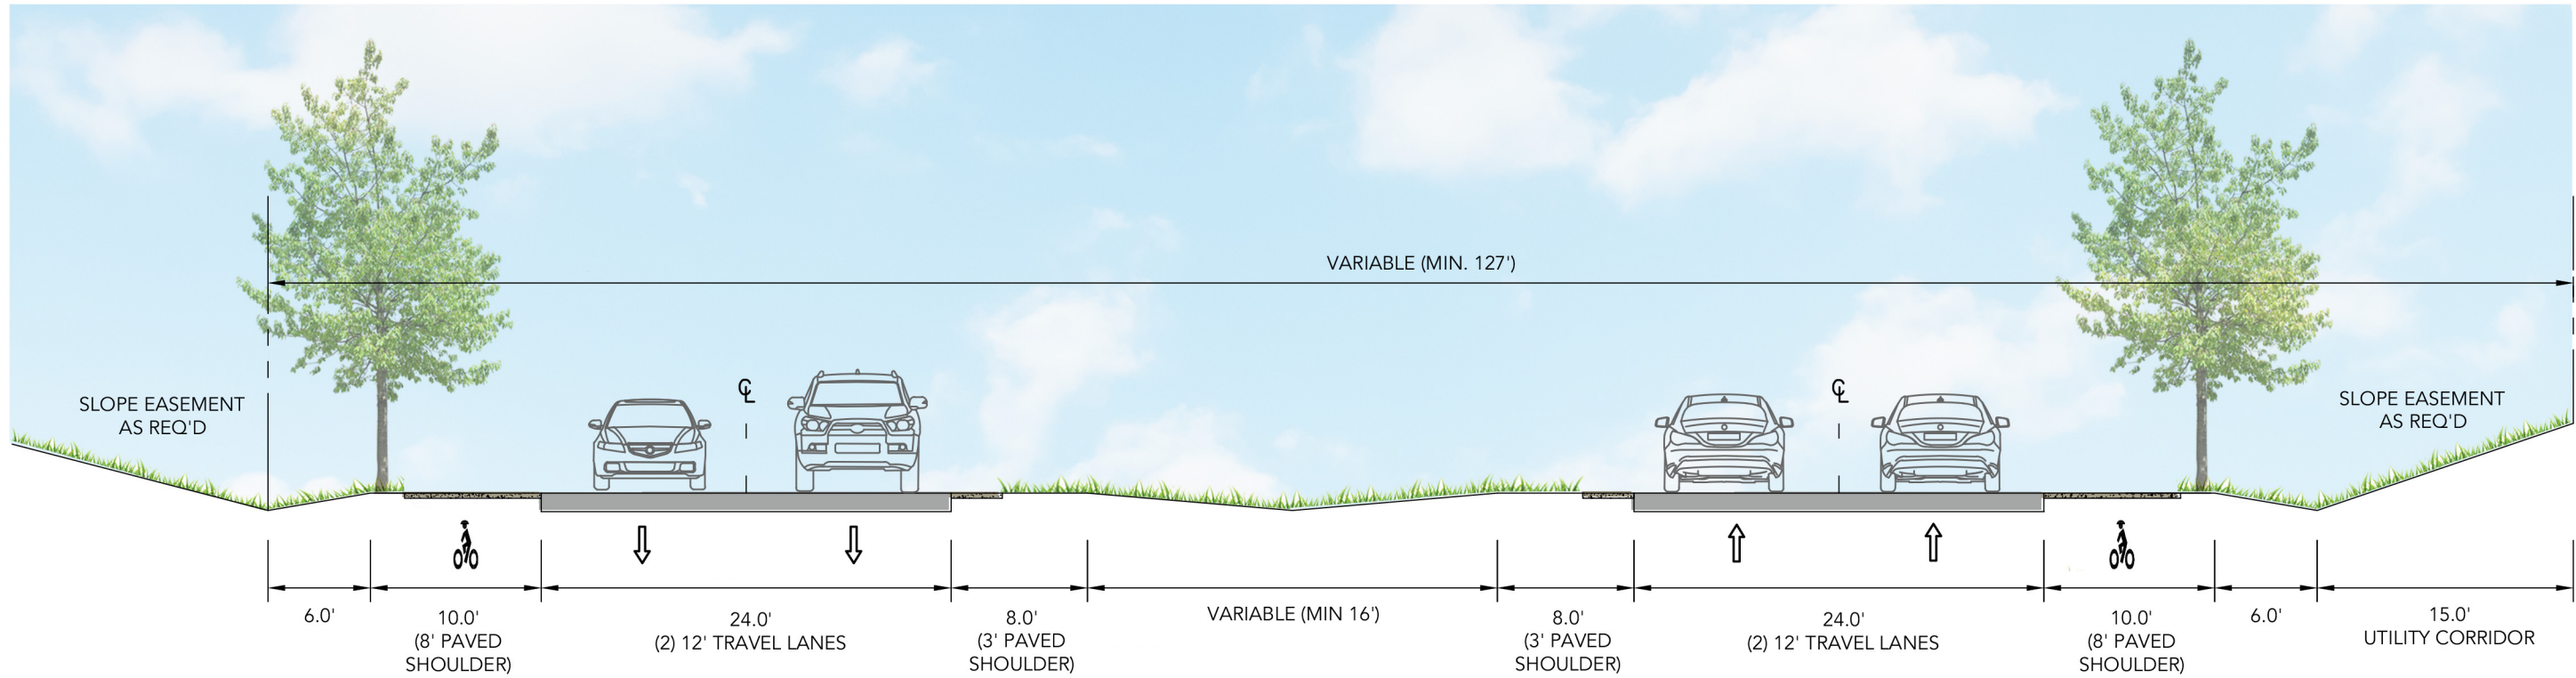 VARIABLE (MIN. 127')
SLOPE EASEMENT
AS REQ'D
℄
℄
SLOPE EASEMENT
AS REQ'D
6.0'
10.0'
(8' PAVED
SHOULDER)
24.0'
(2) 12' TRAVEL LANES
8.0'
(3' PAVED
SHOULDER)
VARIABLE (MIN 16')
8.0'
(3' PAVED
SHOULDER)
24.0'
(2) 12' TRAVEL LANES
10.0'
(8' PAVED
SHOULDER)
6.0'
15.0'
UTILITY CORRIDOR